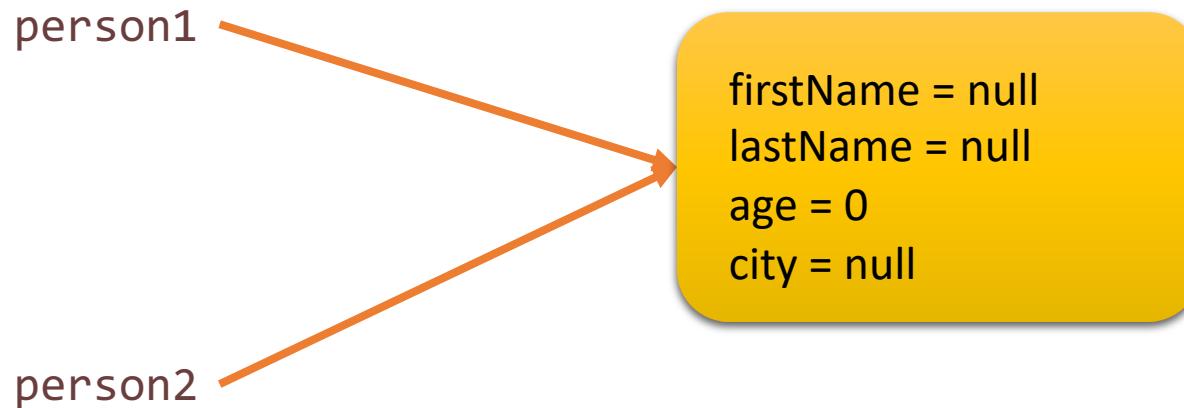 person1
firstName = null
lastName = null
age = 0
city = null
person2